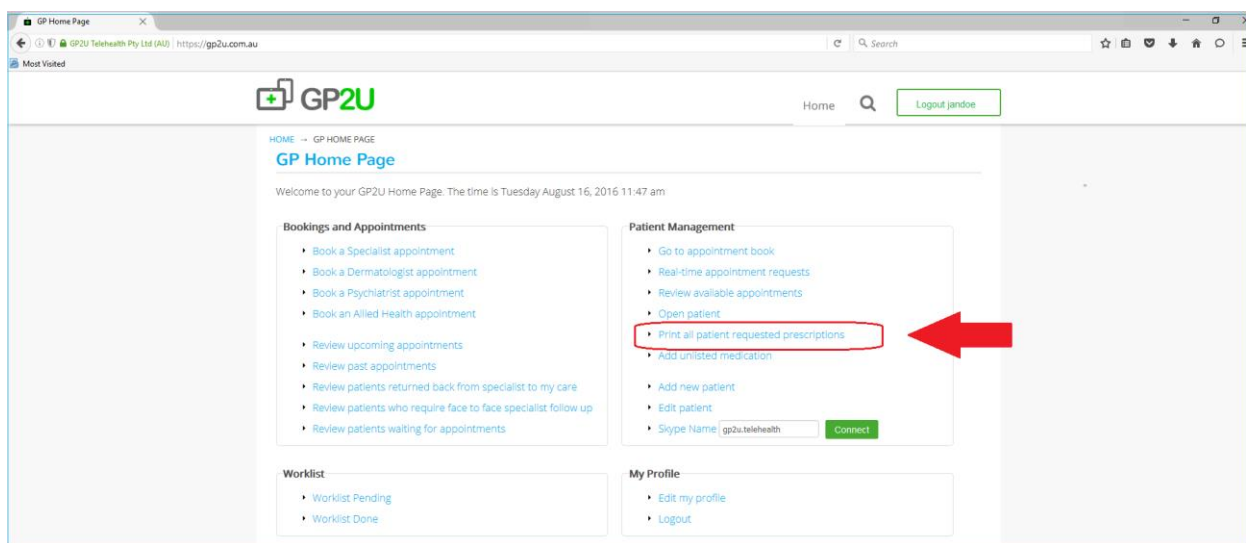 GP Home Page
GP2U Telehealth Pty Ltd (AU) https://gp2u.com.au
Search
Most Visited
GP2U
Home
Logout jandoe
HOME → GP HOME PAGE
GP Home Page
Welcome to your GP2U Home Page. The time is Tuesday August 16, 2016 11:47 am
Bookings and Appointments
Book a Specialist appointment
Book a Dermatologist appointment
Book a Psychiatrist appointment
Book an Allied Health appointment
Review upcoming appointments
Review past appointments
Review patients returned back from specialist to my care
Review patients who require face to face specialist follow up
Review patients waiting for appointments
Patient Management
Go to appointment book
Real-time appointment requests
Review available appointments
Open patient
Print all patient requested prescriptions
Add unlisted medication
Add new patient
Edit patient
Skype Name gp2u.telehealth Connect
Worklist
Worklist Pending
Worklist Done
My Profile
Edit my profile
Logout